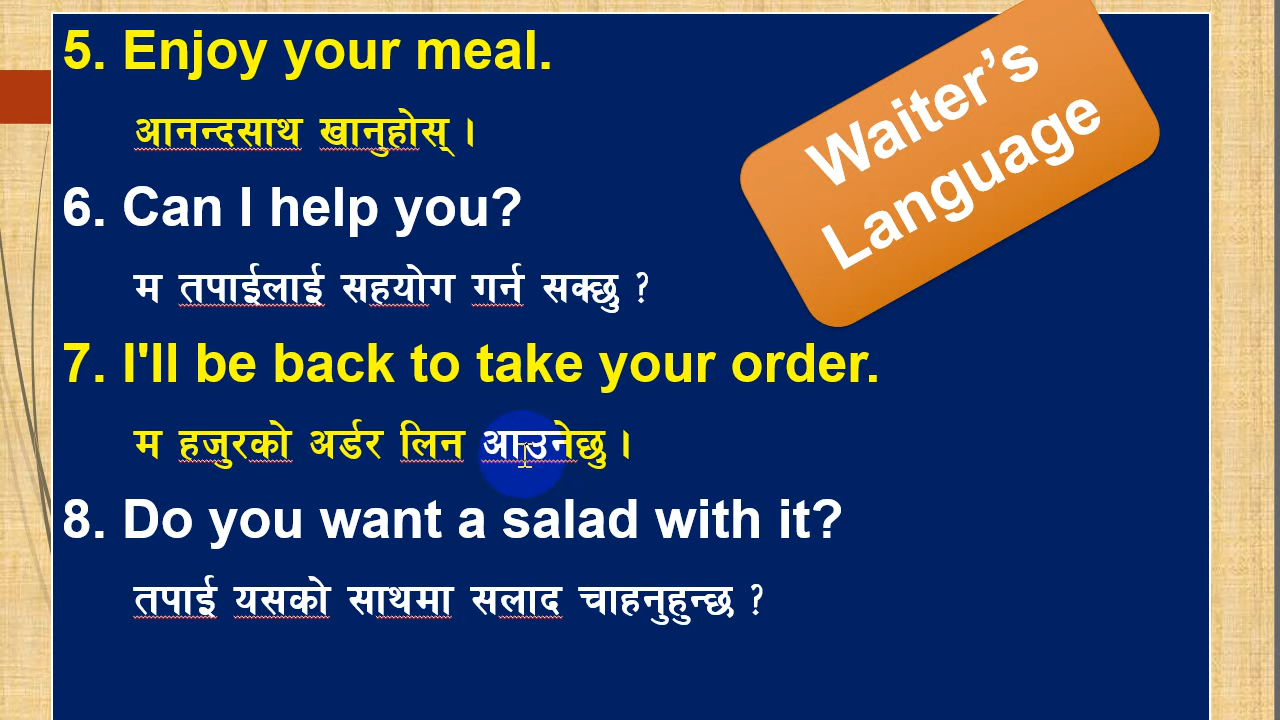 5. Enjoy your meal.
आनन्दसाथ खानुहोस् ।
6. Can I help you?
म तपाईलाई सहयोग गर्न सक्छु ?
7. I'll be back to take your order.
म हजुरको अर्डर लिन आउनेछु ।
8. Do you want a salad with it?
तपाई यसको साथमा सलाद चाहनुहुन्छ ?
Waiter’s
Language